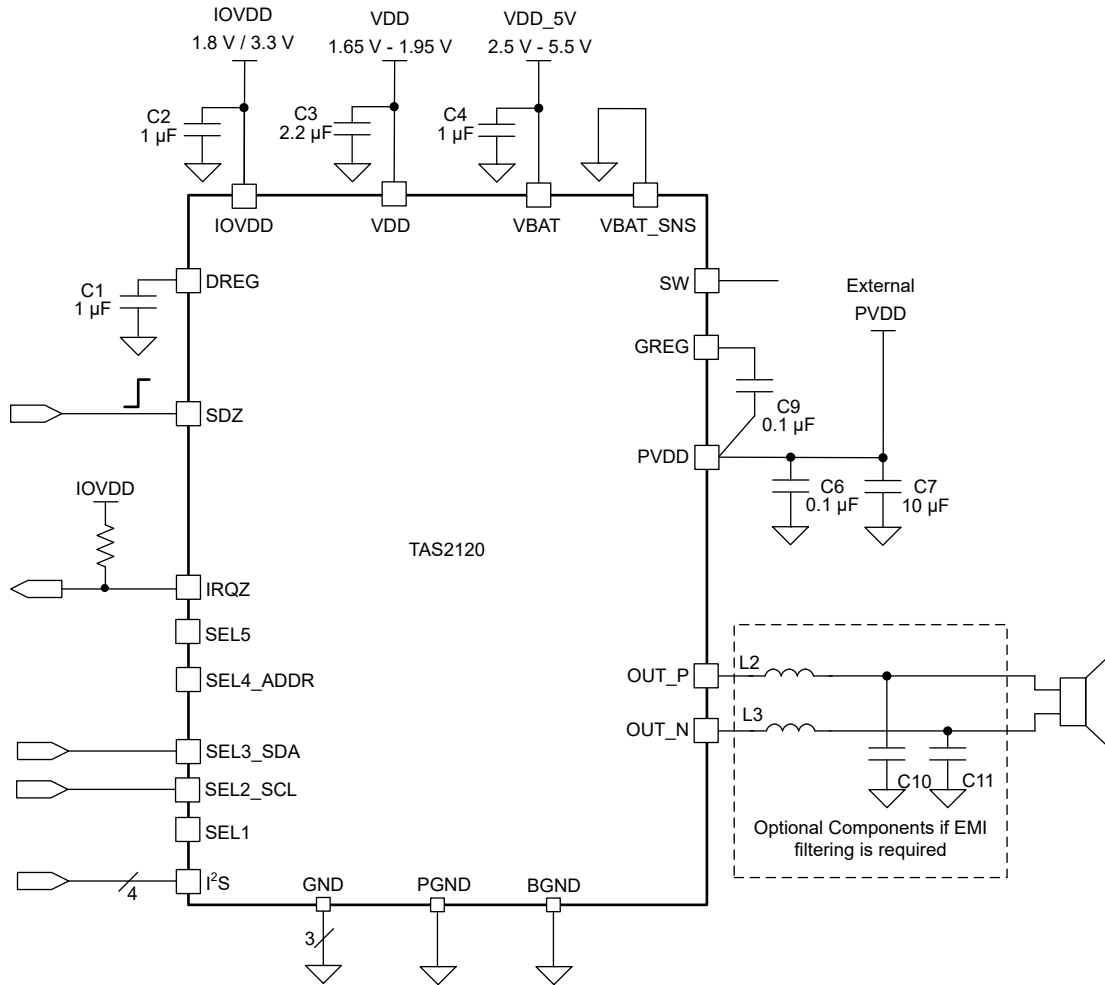 IOVDD
1.8 V / 3.3 V
VDD
1.65 V - 1.95 V
VDD_5V
2.5 V - 5.5 V
C2
1 µF
C3
2.2 µF
C4
1 µF
IOVDD
VDD
VBAT
VBAT_SNS
C1
1 µF
DREG
SW
External
PVDD
GREG
C9
0.1 µF
SDZ
PVDD
C6
0.1 µF
C7
10 µF
IOVDD
TAS2120
IRQZ
SEL5
SEL4_ADDR
OUT_P
L2
OUT_N
L3
SEL3_SDA
SEL2_SCL
C10
C11
SEL1
Optional Components if EMI
filtering is required
I²S
4
GND
PGND
BGND
3